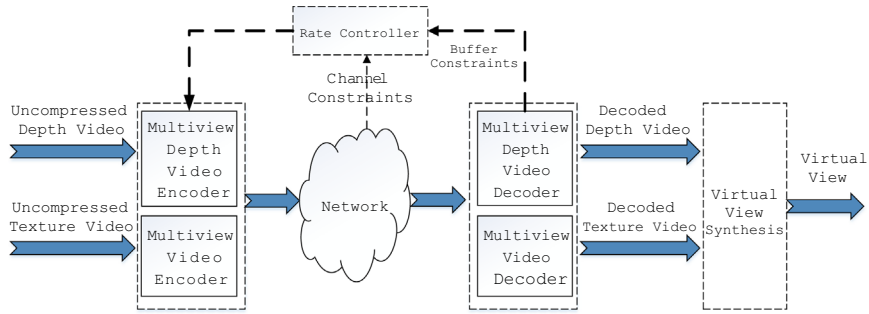 Rate Controller
Buffer
Constraints
Channel
Constraints
Uncompressed
Depth Video
Multiview
Depth
Video
Encoder
Uncompressed
Texture Video
Multiview
Video
Encoder
Network
Multiview
Depth
Video
Decoder
Multiview
Video
Decoder
Decoded
Depth Video
Decoded
Texture Video
Virtual
View
Synthesis
Virtual
View